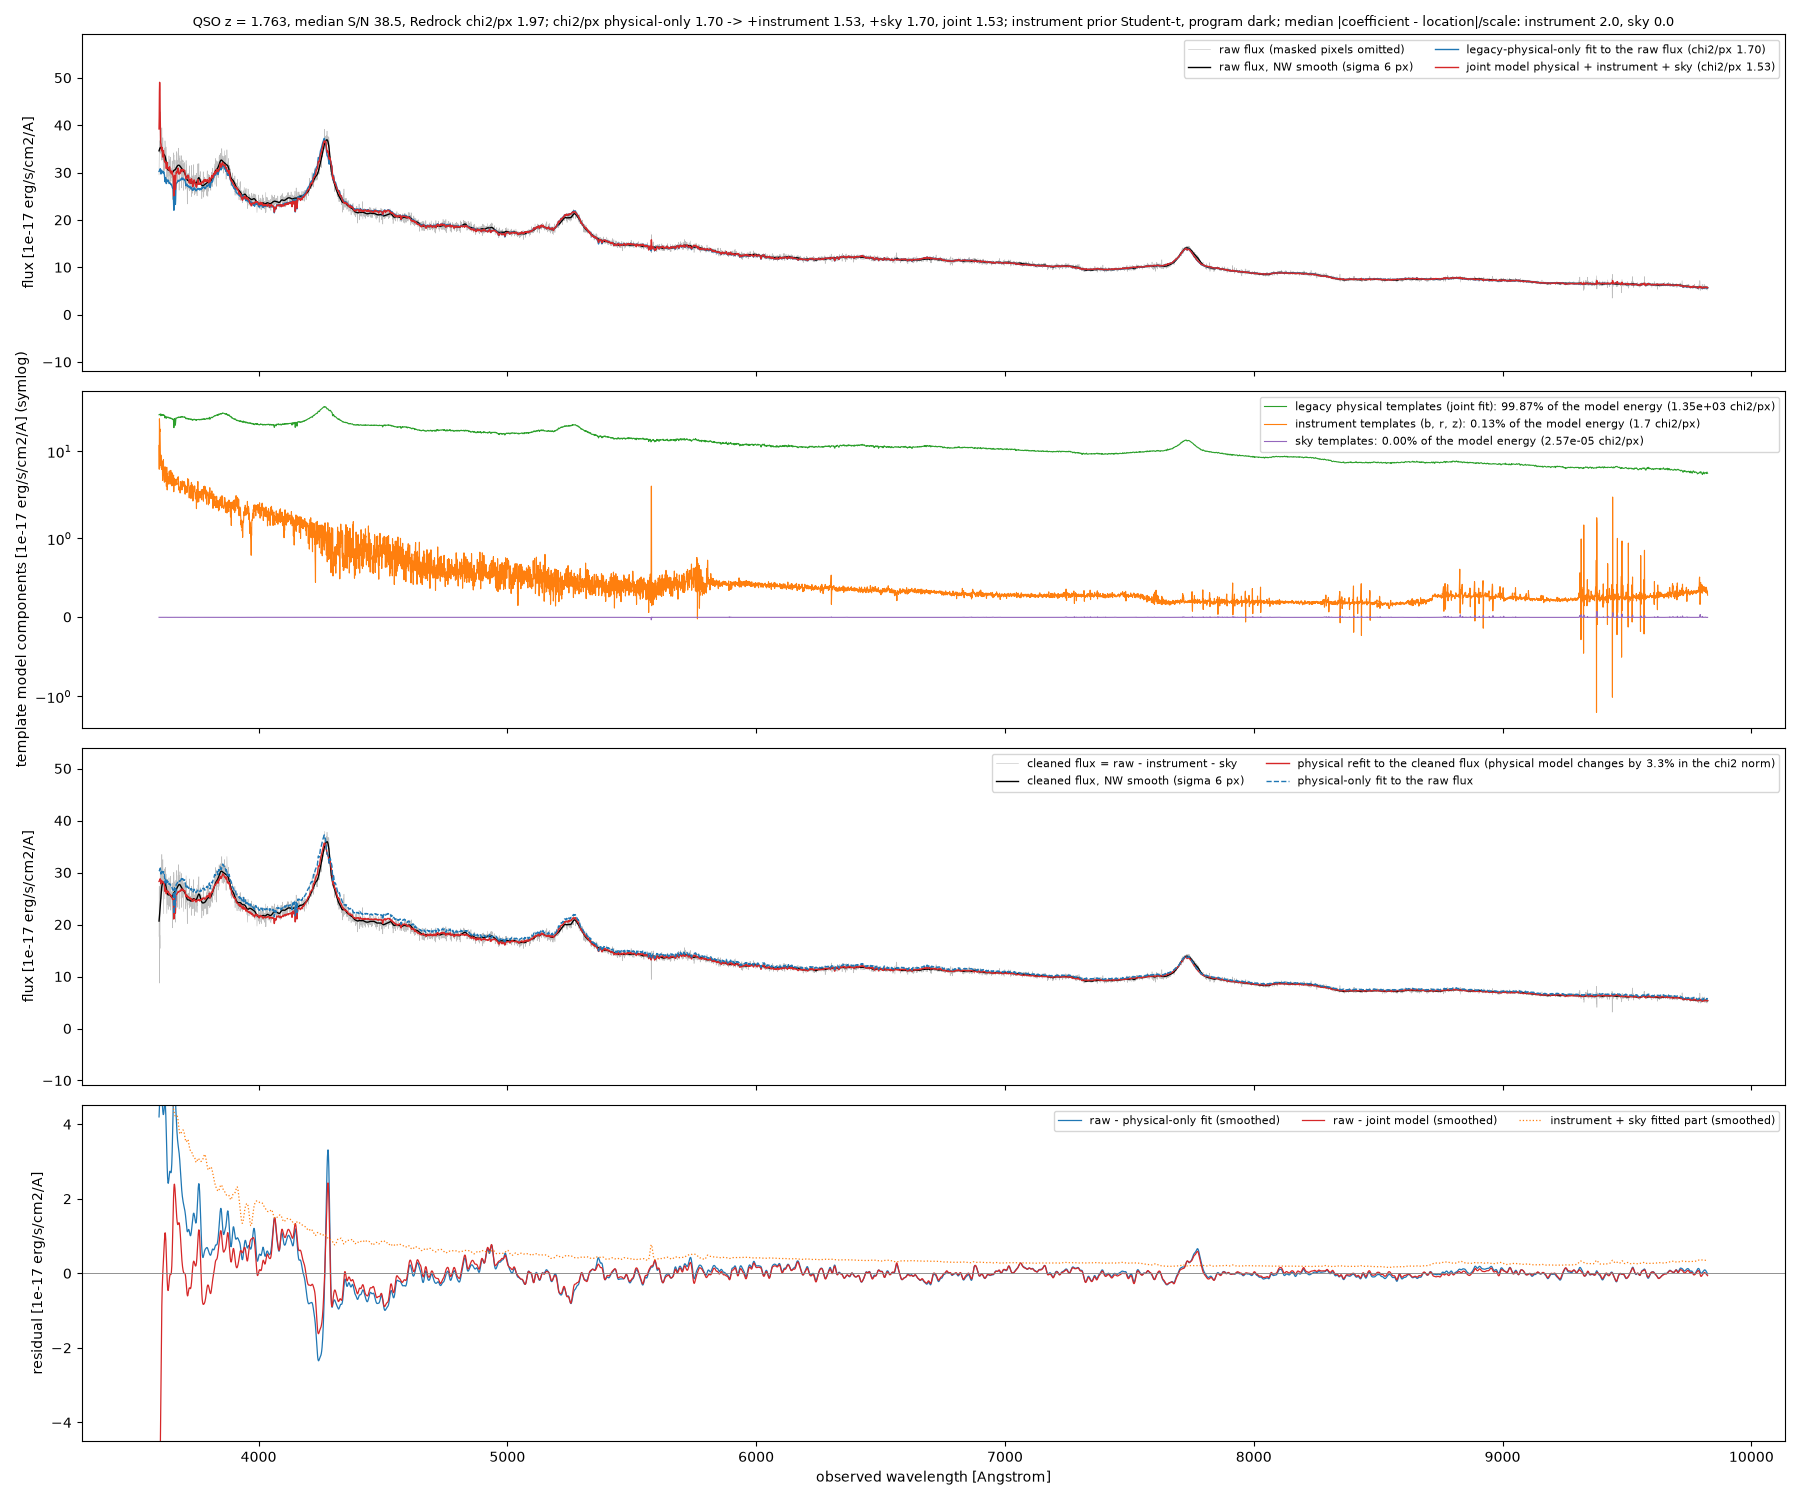 QSO z = 1.763, median S/N 38.5, Redrock chi2/px 1.97; chi2/px physical-only 1.70 -> +instrument 1.53, +sky 1.70, joint 1.53; instrument prior Student-t, program dark; median |coefficient - location|/scale: instrument 2.0, sky 0.0
raw flux (masked pixels omitted)
raw flux, NW smooth (sigma 6 px)
legacy-physical-only fit to the raw flux (chi2/px 1.70)
joint model physical + instrument + sky (chi2/px 1.53)
flux [1e-17 erg/s/cm2/A]
50
40
30
20
10
0
−10
legacy physical templates (joint fit): 99.87% of the model energy (1.35e+03 chi2/px)
instrument templates (b, r, z): 0.13% of the model energy (1.7 chi2/px)
sky templates: 0.00% of the model energy (2.57e-05 chi2/px)
template model components [1e-17 erg/s/cm2/A] (symlog)
10¹
10⁰
0
−10⁰
cleaned flux = raw - instrument - sky
cleaned flux, NW smooth (sigma 6 px)
physical refit to the cleaned flux (physical model changes by 3.3% in the chi2 norm)
physical-only fit to the raw flux
flux [1e-17 erg/s/cm2/A]
50
40
30
20
10
0
−10
raw - physical-only fit (smoothed)
raw - joint model (smoothed)
instrument + sky fitted part (smoothed)
residual [1e-17 erg/s/cm2/A]
4
2
0
−2
−4
4000
5000
6000
7000
8000
9000
10000
observed wavelength [Angstrom]